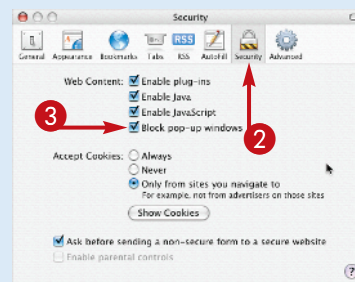 Security
General Appearance Bookmarks Tabs RSS AutoFill Security Advanced
RSS
Web Content: Enable plug-ins
Enable Java
Enable JavaScript
3 Block pop-up windows
2
Accept Cookies: Always
Never
Only from sites you navigate to
For example, not from advertisers on those sites
Show Cookies
Ask before sending a non-secure form to a secure website
Enable parental controls
?